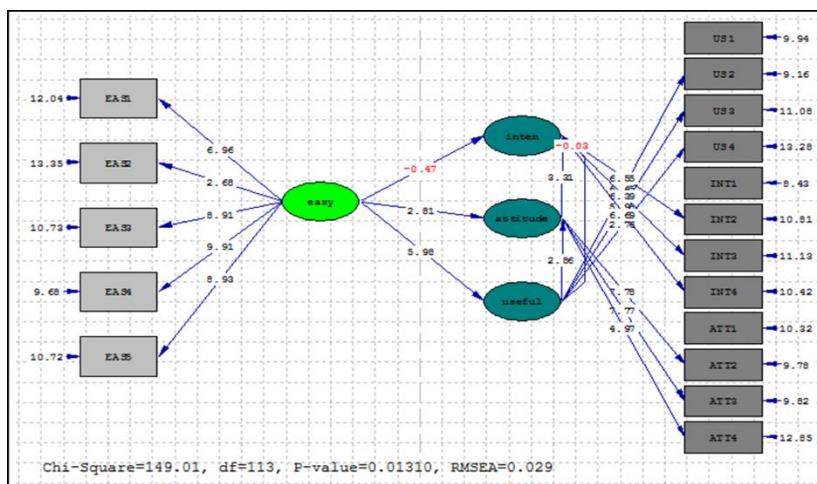 US1
9.94
US2
9.16
US3
11.08
US4
13.28
INT1
8.43
INT2
10.81
INT3
11.13
INT4
10.42
ATT1
10.32
ATT2
9.78
ATT3
9.82
ATT4
12.85
12.04
EAS1
13.35
EAS2
10.73
EAS3
9.68
EAS4
10.72
EAS5
6.96
2.68
8.91
9.91
8.93
easy
-0.47
2.81
5.98
inten
-0.03
3.31
attitude
2.86
useful
6.55
6.69
7.78
7.77
4.97
Chi-Square=149.01, df=113, P-value=0.01310, RMSEA=0.029